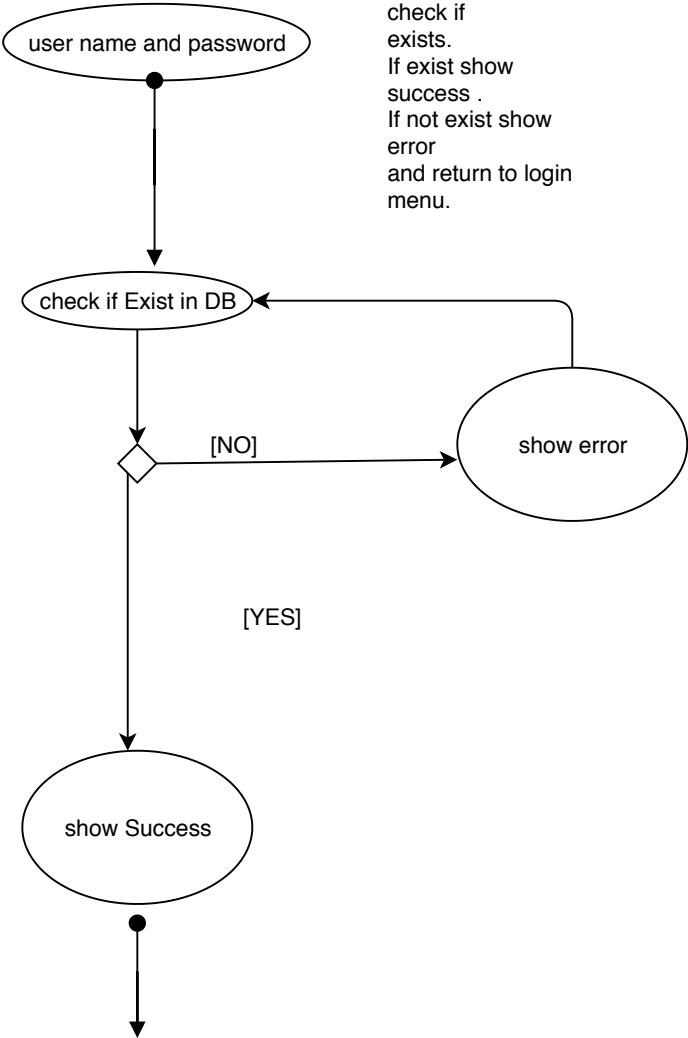 user name and password
check if
exists.
If exist show
success .
If not exist show
error
and return to login
menu.
check if Exist in DB
[NO]
show error
[YES]
show Success